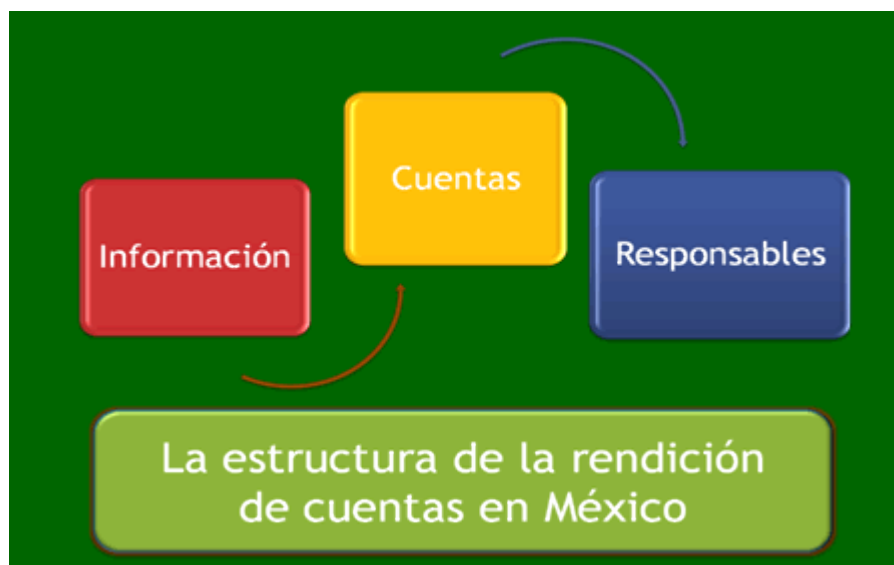 Cuentas
Información
Responsables
La estructura de la rendición
de cuentas en México